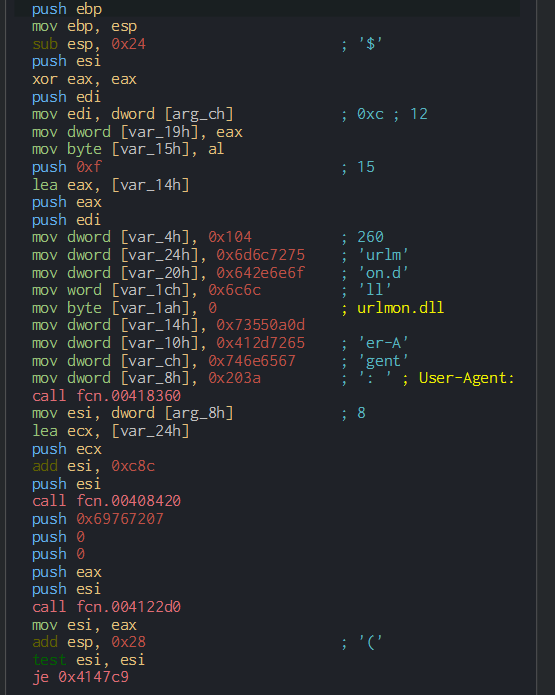 push ebp
mov ebp, esp
sub esp, 0x24 ; '$'
push esi
xor eax, eax
push edi
mov edi, dword [arg_ch] ; 0xc ; 12
mov dword [var_19h], eax
mov byte [var_15h], al
push 0xf ; 15
lea eax, [var_14h]
push eax
push edi
mov dword [var_4h], 0x104 ; 260
mov dword [var_24h], 0x6d6c7275 ; 'urlm'
mov dword [var_20h], 0x642e6e6f ; 'on.d'
mov word [var_1ch], 0x6c6c ; 'll'
mov byte [var_1ah], 0 ; urlmon.dll
mov dword [var_14h], 0x73550a0d
mov dword [var_10h], 0x412d7265 ; 'er-A'
mov dword [var_ch], 0x746e6567 ; 'gent'
mov dword [var_8h], 0x203a ; ': ' ; User-Agent:
call fcn.00418360
mov esi, dword [arg_8h] ; 8
lea ecx, [var_24h]
push ecx
add esi, 0xc8c
push esi
call fcn.00408420
push 0x69767207
push 0
push 0
push eax
push esi
call fcn.004122d0
mov esi, eax
add esp, 0x28 ; '('
test esi, esi
je 0x4147c9